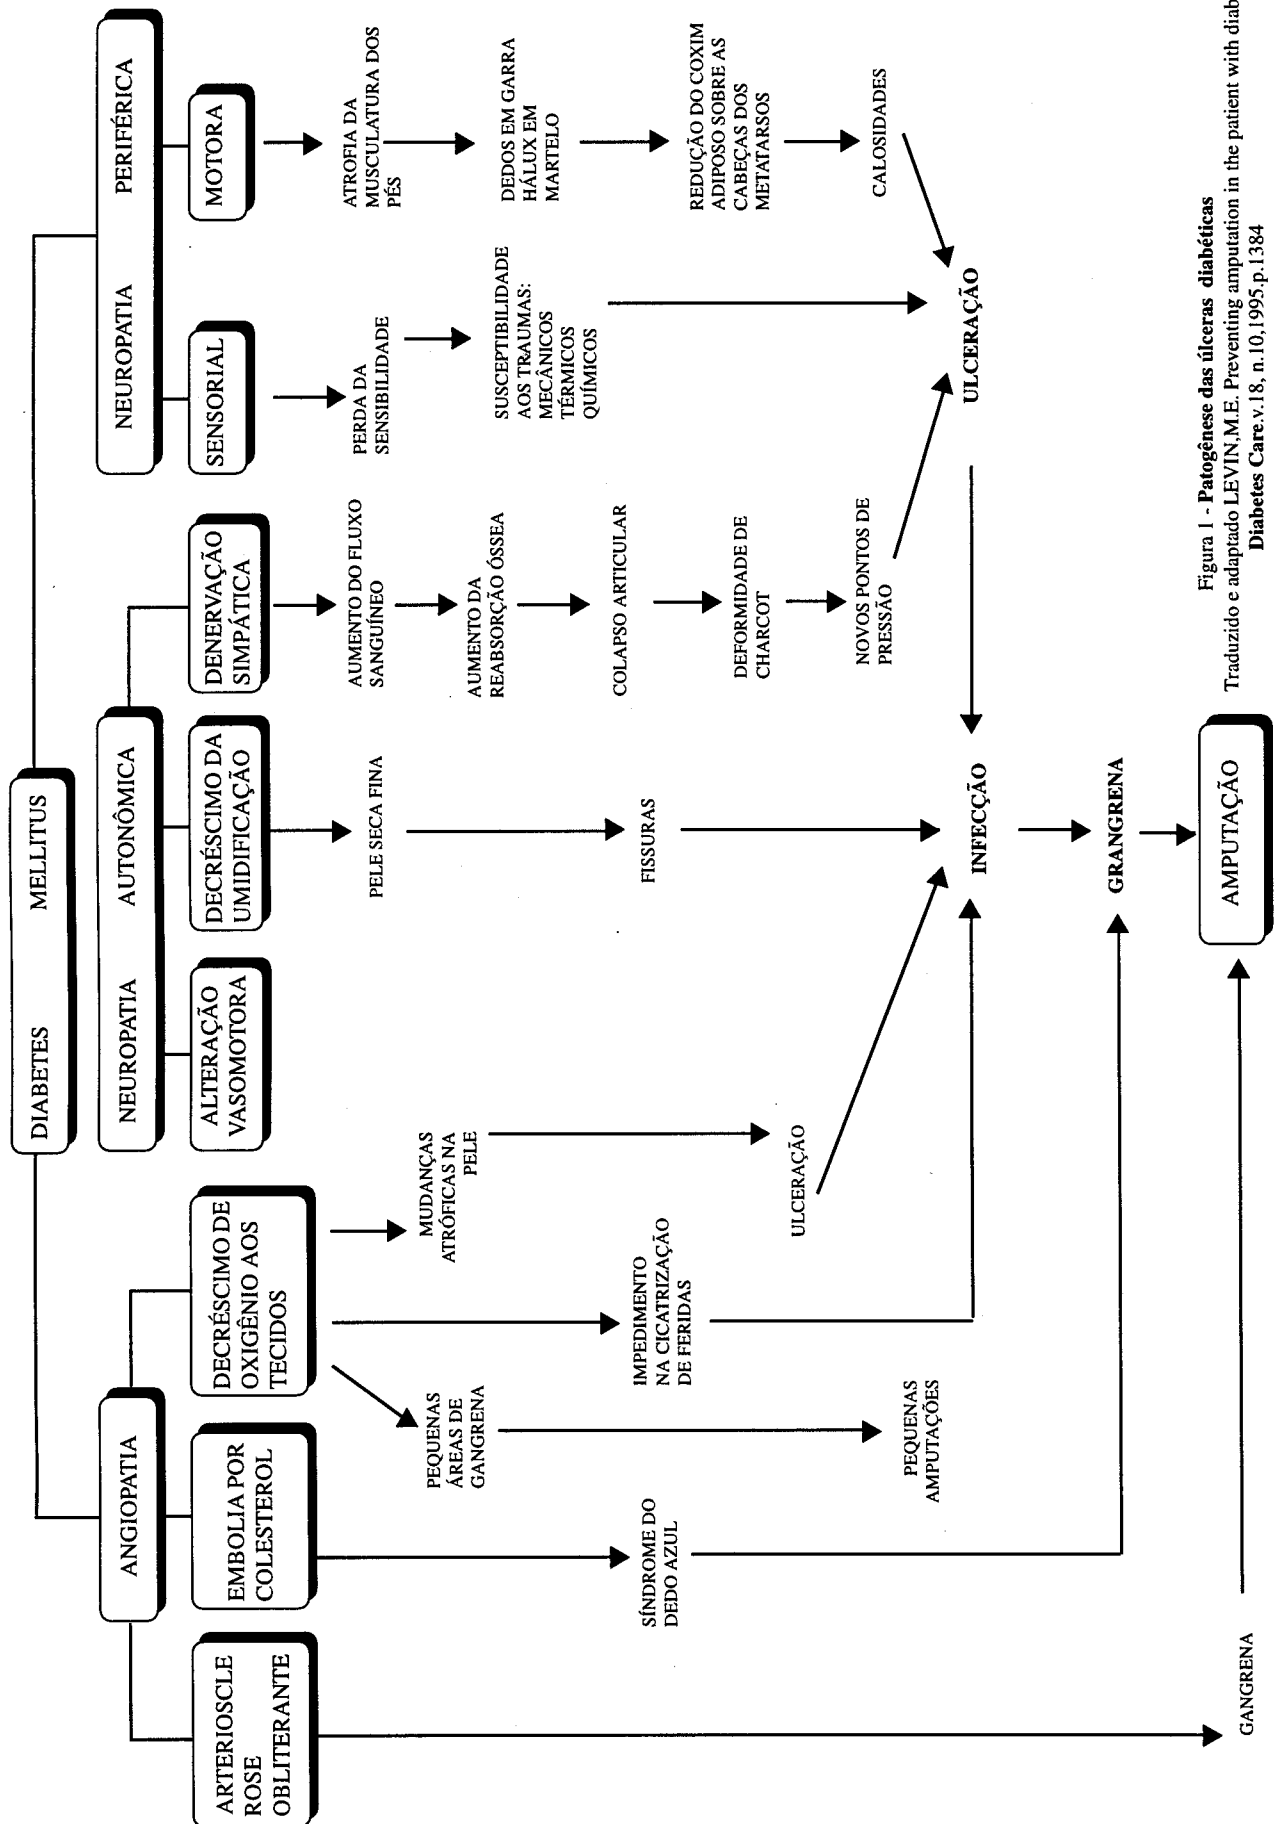 DIABETES MELLITUS
ANGIOPATIA
NEUROPATIA AUTONÔMICA
NEUROPATIA PERIFÉRICA
ARTERIOSCLE
ROSE
OBLITERANTE
EMBOLIA POR
COLESTEROL
DECRÉSCIMO DE
OXIGÊNIO AOS
TECIDOS
ALTERAÇÃO
VASOMOTORA
DECRÉSCIMO DA
UMIDIFICAÇÃO
DENERVAÇÃO
SIMPÁTICA
SENSORIAL
MOTORA
PEQUENAS
ÁREAS DE
GANGRENA
MUDANÇAS
ATRÓFICAS NA
PELE
PELE SECA FINA
AUMENTO DO FLUXO
SANGUÍNEO
PERDA DA
SENSIBILIDADE
ATROFIA DA
MUSCULATURA DOS
PÉS
AUMENTO DA
REABSORÇÃO ÓSSEA
SUSCEPTIBILIDADE
AOS TRAUMAS:
MECÂNICOS
TÉRMICOS
QUÍMICOS
DEDOS EM GARRA
HÁLUX EM
MARTELO
SÍNDROME DO
DEDO AZUL
IMPEDIMENTO
NA CICATRIZAÇÃO
DE FERIDAS
FISSURAS
COLAPSO ARTICULAR
REDUÇÃO DO COXIM
ADIPOSO SOBRE AS
CABEÇAS DOS
METATARSOS
DEFORMIDADE DE
CHARCOT
ULCERAÇÃO
NOVOS PONTOS DE
PRESSÃO
CALOSIDADES
PEQUENAS
AMPUTAÇÕES
INFECÇÃO
ULCERAÇÃO
GRANGRENA
GANGRENA
AMPUTAÇÃO
Figura 1 - Patogênese das úlceras diabéticas
Traduzido e adaptado LEVIN,M.E. Preventing amputation in the patient with diab
Diabetes Care.v.18, n.10,1995.p.1384